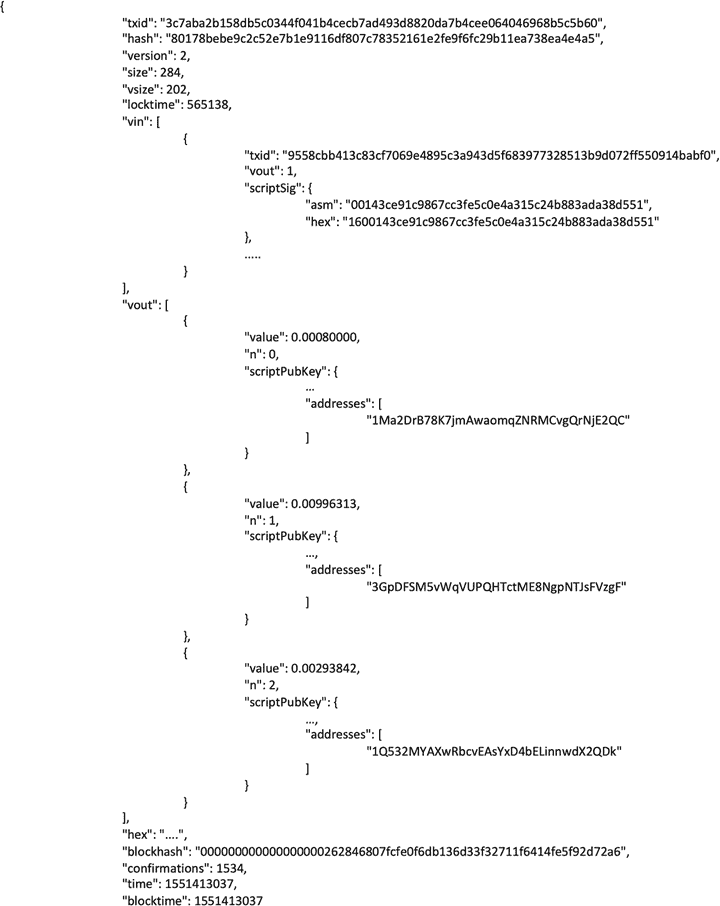 {
"txid": "3c7aba2b158db5c0344f041b4cecb7ad493d8820da7b4cee064046968b5c5b60",
"hash": "80178bebe9c2c52e7b1e9116df807c78352161e2fe9f6fc29b11ea738ea4e4a5",
"version": 2,
"size": 284,
"vsize": 202,
"locktime": 565138,
"vin": [
{
"txid": "9558cbb413c83cf7069e4895c3a943d5f683977328513b9d072ff550914babf0",
"vout": 1,
"scriptSig": {
"asm": "00143ce91c9867cc3fe5c0e4a315c24b883ada38d551",
"hex": "1600143ce91c9867cc3fe5c0e4a315c24b883ada38d551"
},
.....
}
],
"vout": [
{
"value": 0.00080000,
"n": 0,
"scriptPubKey": {
...
"addresses": [
"1Ma2DrB78K7jmAwaomqZNRMCvgQrNjE2QC"
]
}
},
{
"value": 0.00996313,
"n": 1,
"scriptPubKey": {
...,
"addresses": [
"3GpDFSM5vWqVUPQHTctME8NgpNTJsFVzgF"
]
}
},
{
"value": 0.00293842,
"n": 2,
"scriptPubKey": {
...,
"addresses": [
"1Q532MYAXwRbcvEAsYxD4bELinnwdX2QDk"
]
}
}
],
"hex": "....",
"blockhash": "000000000000000000262846807fcfe0f6db136d33f32711f6414fe5f92d72a6",
"confirmations": 1534,
"time": 1551413037,
"blocktime": 1551413037